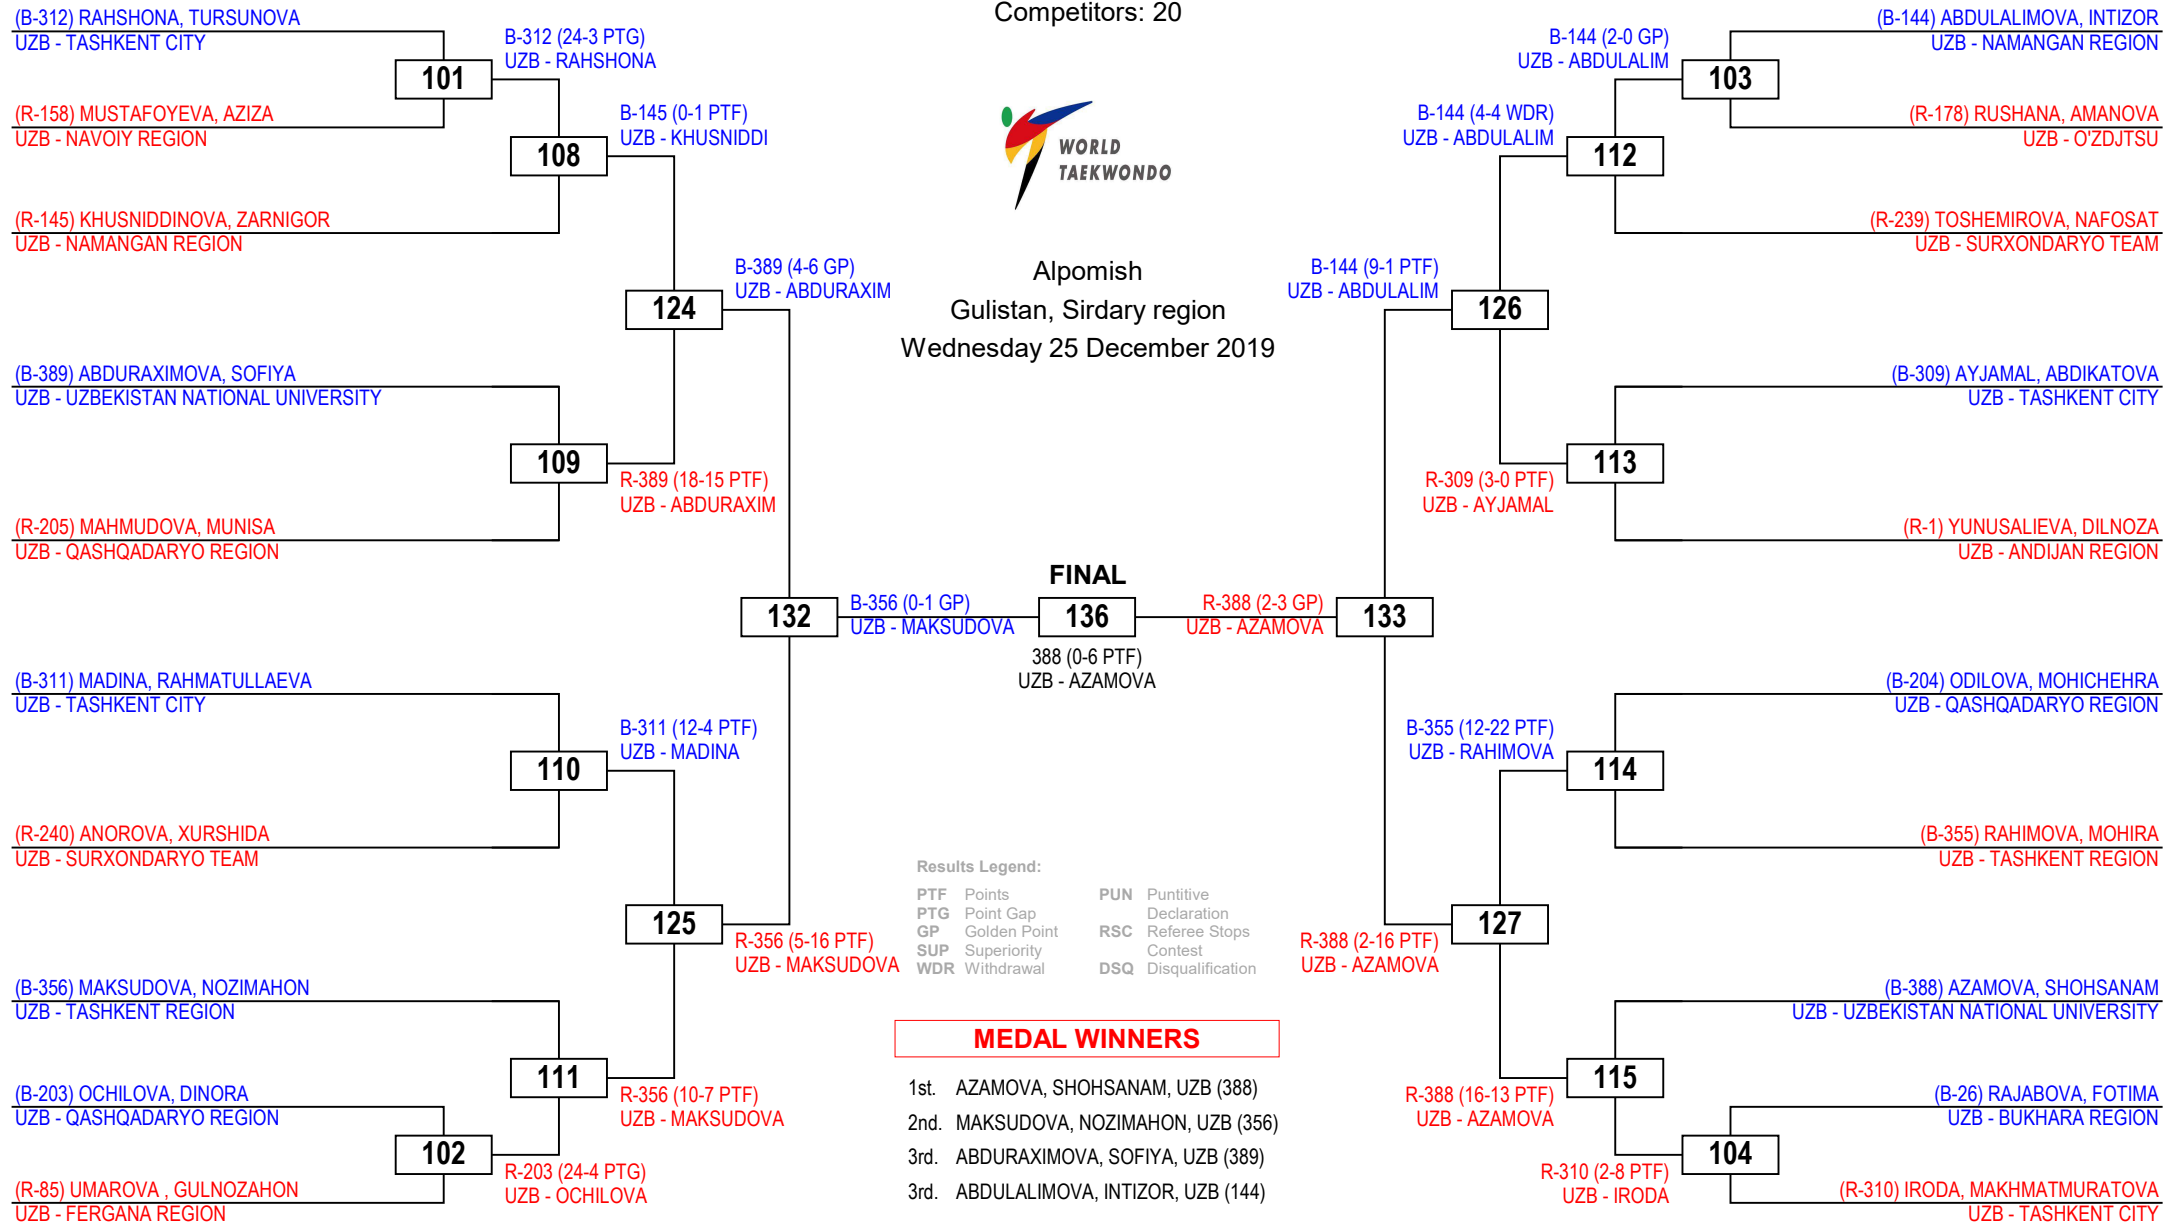 Competitors: 20
WORLD
TAEKWONDO
Alpomish
Gulistan, Sirdary region
Wednesday 25 December 2019
(B-312) RAHSHONA, TURSUNOVA
UZB - TASHKENT CITY
101
(R-158) MUSTAFOYEVA, AZIZA
UZB - NAVOIY REGION
B-312 (24-3 PTG)
UZB - RAHSHONA
108
(R-145) KHUSNIDDINOVA, ZARNIGOR
UZB - NAMANGAN REGION
B-145 (0-1 PTF)
UZB - KHUSNIDDI
124
(B-389) ABDURAXIMOVA, SOFIYA
UZB - UZBEKISTAN NATIONAL UNIVERSITY
109
(R-205) MAHMUDOVA, MUNISA
UZB - QASHQADARYO REGION
R-389 (18-15 PTF)
UZB - ABDURAXIM
B-389 (4-6 GP)
UZB - ABDURAXIM
132
(B-311) MADINA, RAHMATULLAEVA
UZB - TASHKENT CITY
110
(R-240) ANOROVA, XURSHIDA
UZB - SURXONDARYO TEAM
B-311 (12-4 PTF)
UZB - MADINA
125
R-356 (5-16 PTF)
UZB - MAKSUDOVA
(B-356) MAKSUDOVA, NOZIMAHON
UZB - TASHKENT REGION
111
R-356 (10-7 PTF)
UZB - MAKSUDOVA
(B-203) OCHILOVA, DINORA
UZB - QASHQADARYO REGION
102
(R-85) UMAROVA , GULNOZAHON
UZB - FERGANA REGION
R-203 (24-4 PTG)
UZB - OCHILOVA
B-356 (0-1 GP)
UZB - MAKSUDOVA
FINAL
136
388 (0-6 PTF)
UZB - AZAMOVA
R-388 (2-3 GP)
UZB - AZAMOVA
133
(B-144) ABDULALIMOVA, INTIZOR
UZB - NAMANGAN REGION
103
(R-178) RUSHANA, AMANOVA
UZB - O'ZDJTSU
B-144 (2-0 GP)
UZB - ABDULALIM
112
(R-239) TOSHEMIROVA, NAFOSAT
UZB - SURXONDARYO TEAM
B-144 (4-4 WDR)
UZB - ABDULALIM
126
B-144 (9-1 PTF)
UZB - ABDULALIM
(B-309) AYJAMAL, ABDIKATOVA
UZB - TASHKENT CITY
113
(R-1) YUNUSALIEVA, DILNOZA
UZB - ANDIJAN REGION
R-309 (3-0 PTF)
UZB - AYJAMAL
(B-204) ODILOVA, MOHICHEHRA
UZB - QASHQADARYO REGION
114
(B-355) RAHIMOVA, MOHIRA
UZB - TASHKENT REGION
B-355 (12-22 PTF)
UZB - RAHIMOVA
127
R-388 (2-16 PTF)
UZB - AZAMOVA
(B-388) AZAMOVA, SHOHSANAM
UZB - UZBEKISTAN NATIONAL UNIVERSITY
115
R-388 (16-13 PTF)
UZB - AZAMOVA
(B-26) RAJABOVA, FOTIMA
UZB - BUKHARA REGION
104
(R-310) IRODA, MAKHMATMURATOVA
UZB - TASHKENT CITY
R-310 (2-8 PTF)
UZB - IRODA
Results Legend:
PTF Points
PTG Point Gap
GP Golden Point
SUP Superiority
WDR Withdrawal
PUN Puntitive
Declaration
RSC Referee Stops
Contest
DSQ Disqualification
MEDAL WINNERS
1st. AZAMOVA, SHOHSANAM, UZB (388)
2nd. MAKSUDOVA, NOZIMAHON, UZB (356)
3rd. ABDURAXIMOVA, SOFIYA, UZB (389)
3rd. ABDULALIMOVA, INTIZOR, UZB (144)